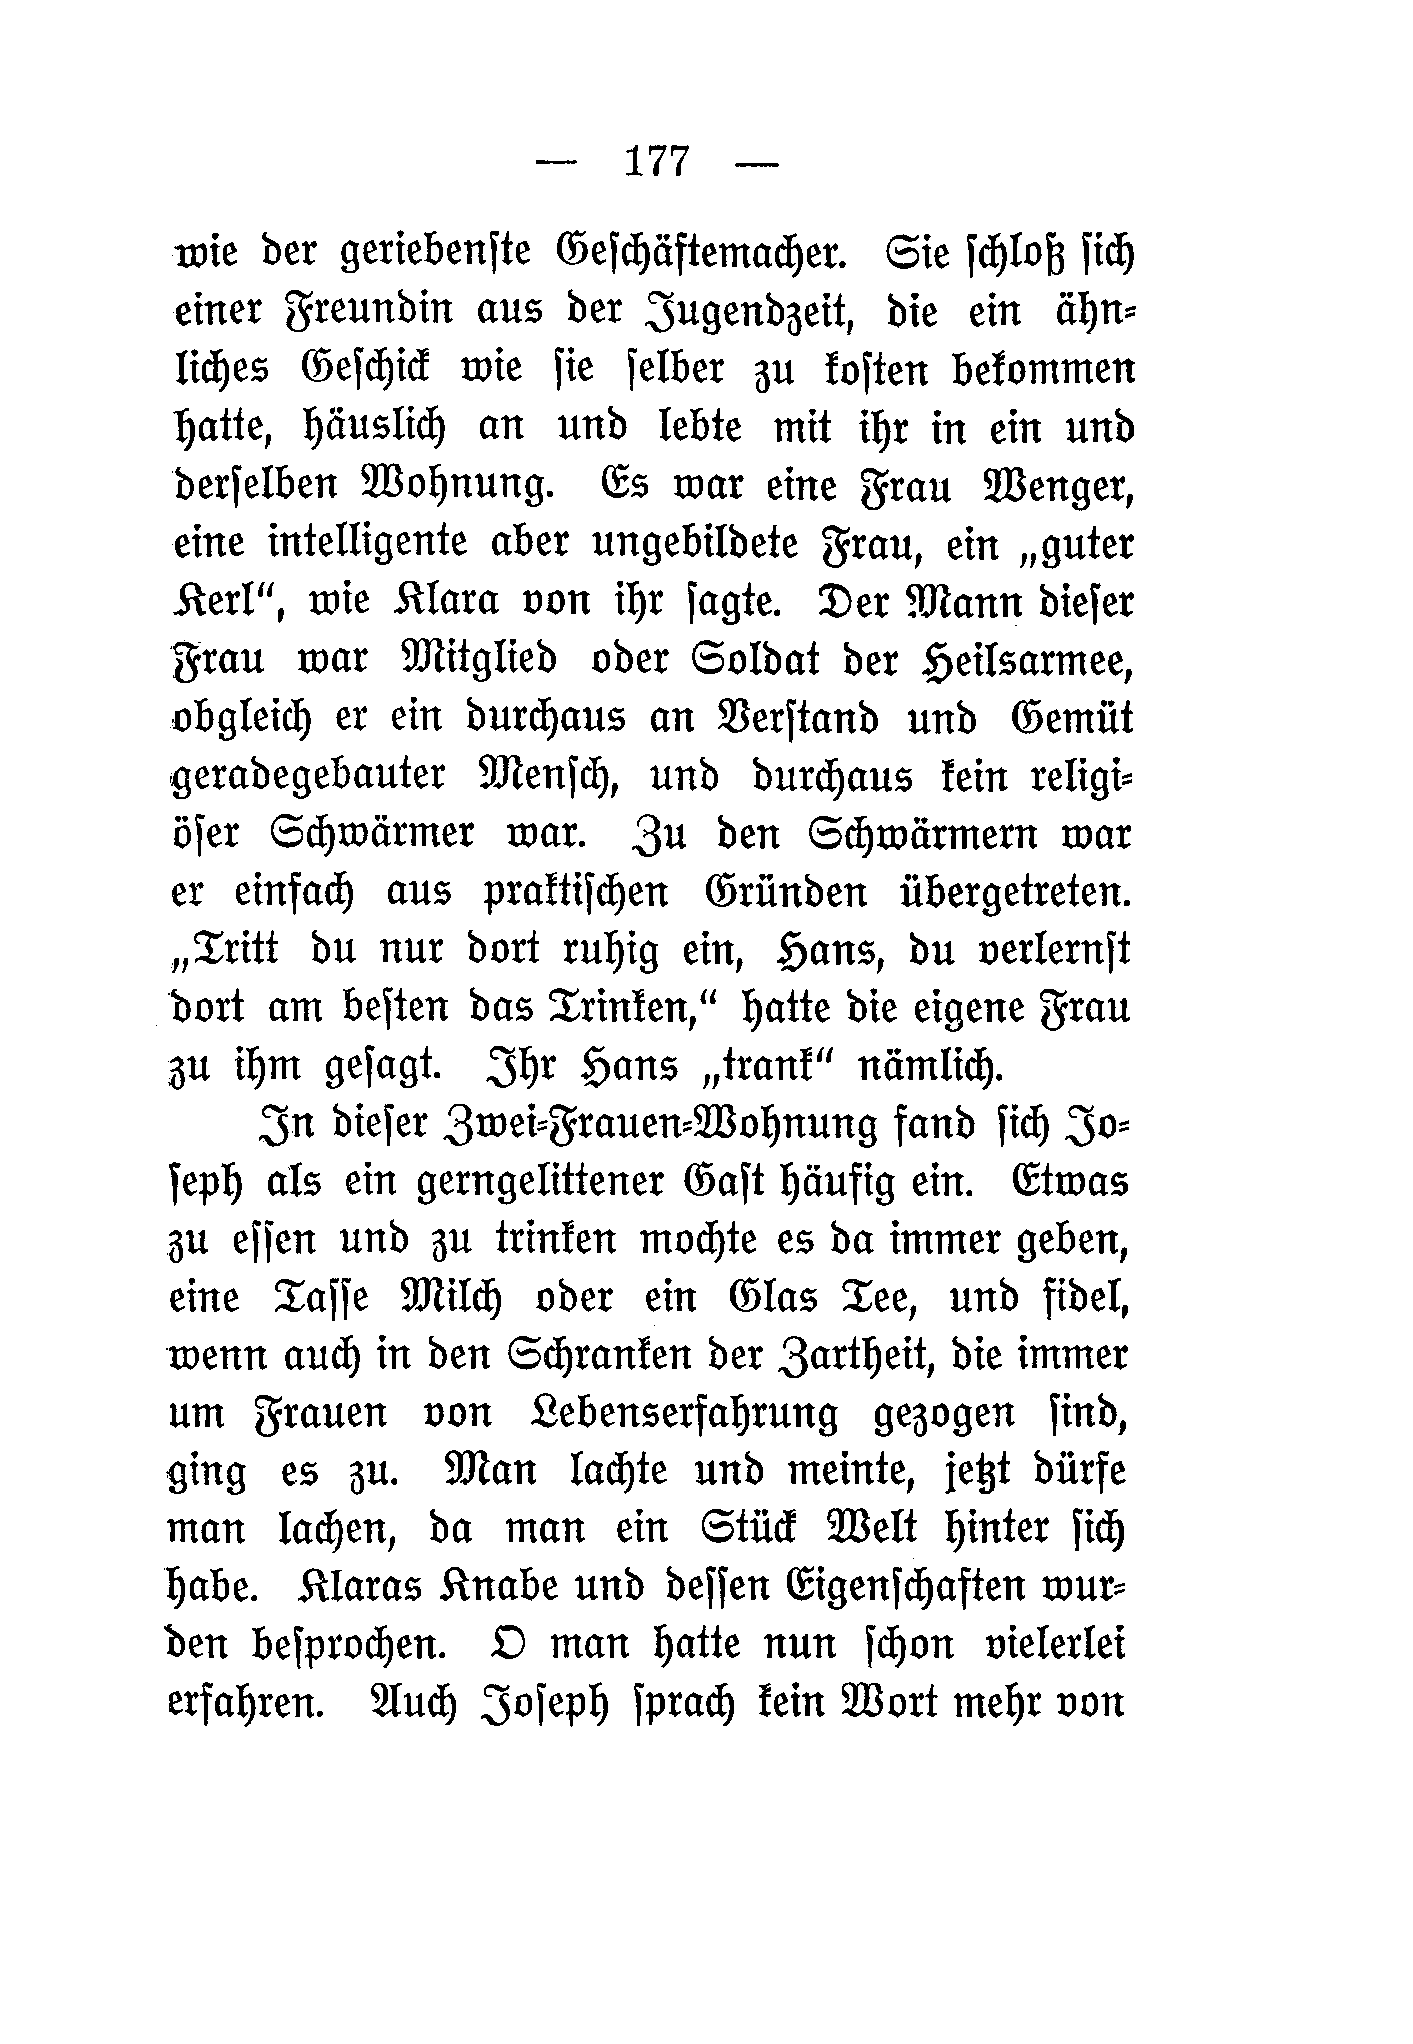 — 177 —
wie der geriebenſte Geſchäftemacher. Sie ſchloß ſich
einer Freundin aus der Jugendzeit, die ein ähn⸗
liches Geſchick wie ſie ſelber zu koſten bekommen
hatte, häuslich an und lebte mit ihr in ein und
derſelben Wohnung. Es war eine Frau Wenger,
eine intelligente aber ungebildete Frau, ein „guter
Kerl“, wie Klara von ihr ſagte. Der Mann dieſer
Frau war Mitglied oder Soldat der Heilsarmee,
obgleich er ein durchaus an Verſtand und Gemüt
geradegebauter Menſch, und durchaus kein religi⸗
öſer Schwärmer war. Zu den Schwärmern war
er einfach aus praktiſchen Gründen übergetreten.
„Tritt du nur dort ruhig ein, Hans, du verlernſt
dort am beſten das Trinken,“ hatte die eigene Frau
zu ihm geſagt. Ihr Hans „trank“ nämlich.
In dieſer Zwei⸗Frauen⸗Wohnung fand ſich Jo⸗
ſeph als ein gerngelittener Gaſt häufig ein. Etwas
zu eſſen und zu trinken mochte es da immer geben,
eine Taſſe Milch oder ein Glas Tee, und fidel,
wenn auch in den Schranken der Zartheit, die immer
um Frauen von Lebenserfahrung gezogen ſind,
ging es zu. Man lachte und meinte, jetzt dürfe
man lachen, da man ein Stück Welt hinter ſich
habe. Klaras Knabe und deſſen Eigenſchaften wur⸗
den beſprochen. O man hatte nun ſchon vielerlei
erfahren. Auch Joſeph ſprach kein Wort mehr von